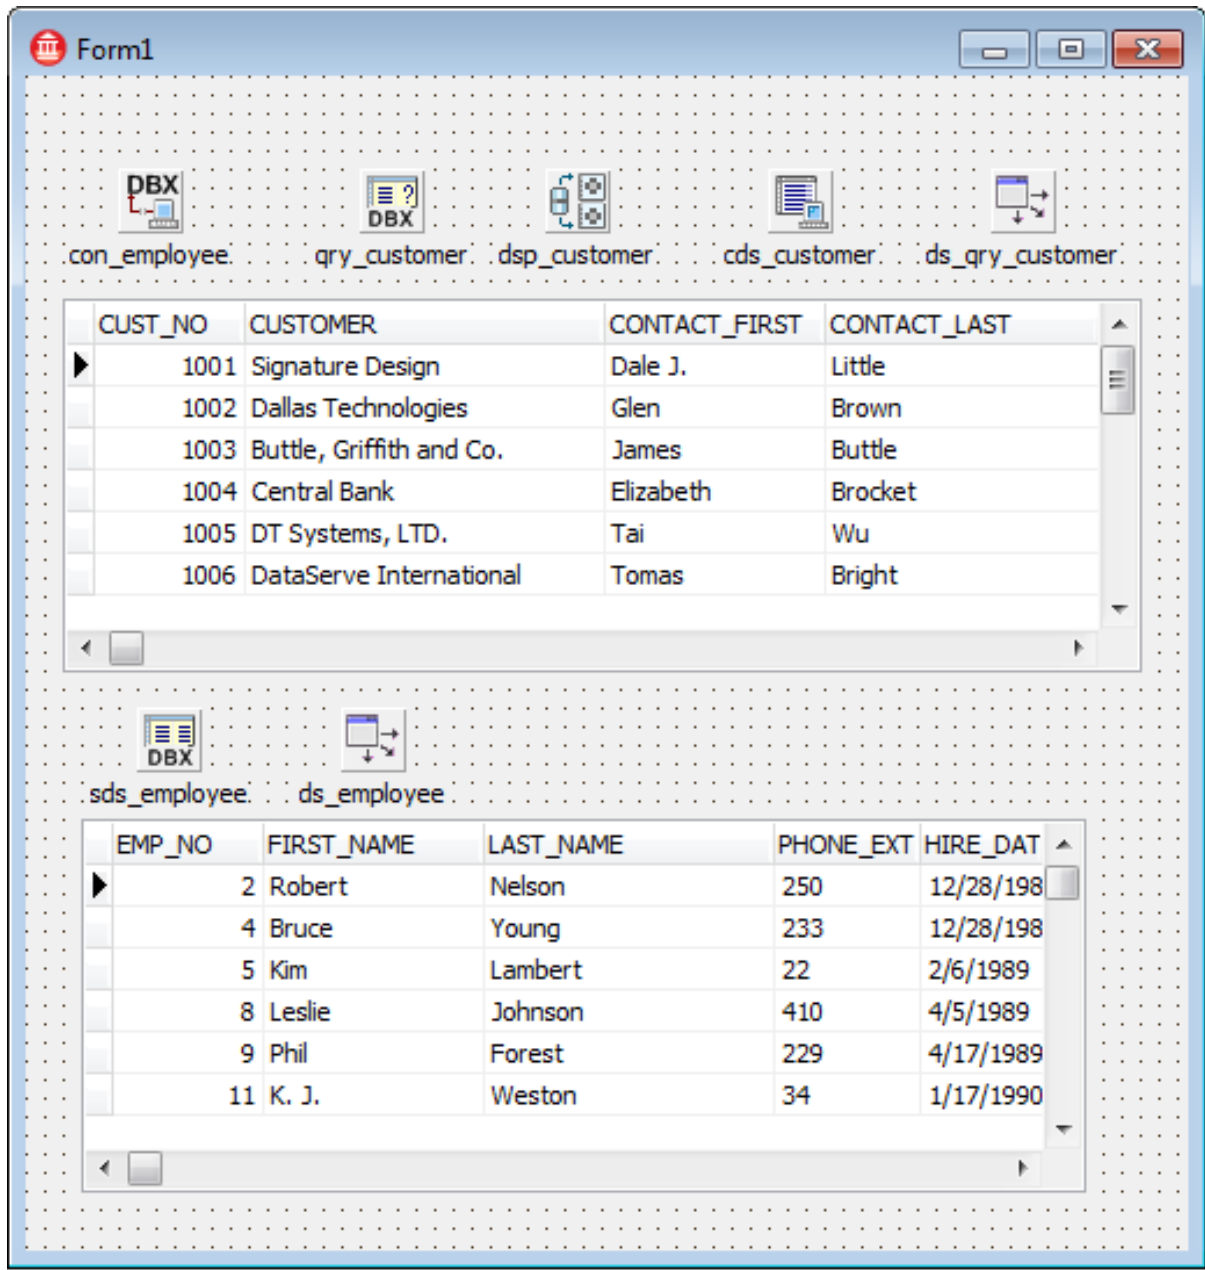 Form1
DBX DBX
con_employee qry_customer dsp_customer cds_customer ds_qry_customer
CUST_NO CUSTOMER CONTACT_FIRST CONTACT_LAST
1001 Signature Design Dale J. Little
1002 Dallas Technologies Glen Brown
1003 Buttle, Griffith and Co. James Buttle
1004 Central Bank Elizabeth Brocket
1005 DT Systems, LTD. Tai Wu
1006 DataServe International Tomas Bright
DBX
sds_employee ds_employee
EMP_NO FIRST_NAME LAST_NAME PHONE_EXT HIRE_DAT
2 Robert Nelson 250 12/28/198
4 Bruce Young 233 12/28/198
5 Kim Lambert 22 2/6/1989
8 Leslie Johnson 410 4/5/1989
9 Phil Forest 229 4/17/1989
11 K. J. Weston 34 1/17/1990